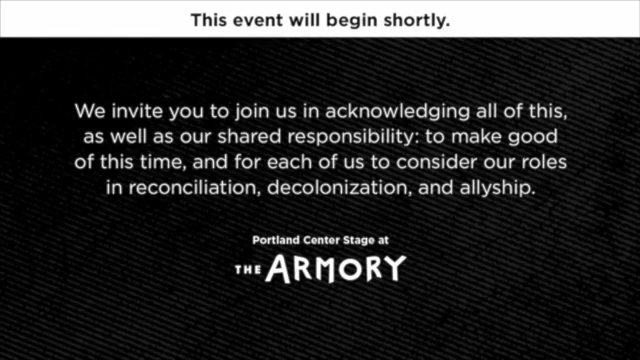 This event will begin shortly.
We invite you to join us in acknowledging all of this,
as well as our shared responsibility: to make good
of this time, and for each of us to consider our roles
in reconciliation, decolonization, and allyship.
Portland Center Stage at
THE ARMORY